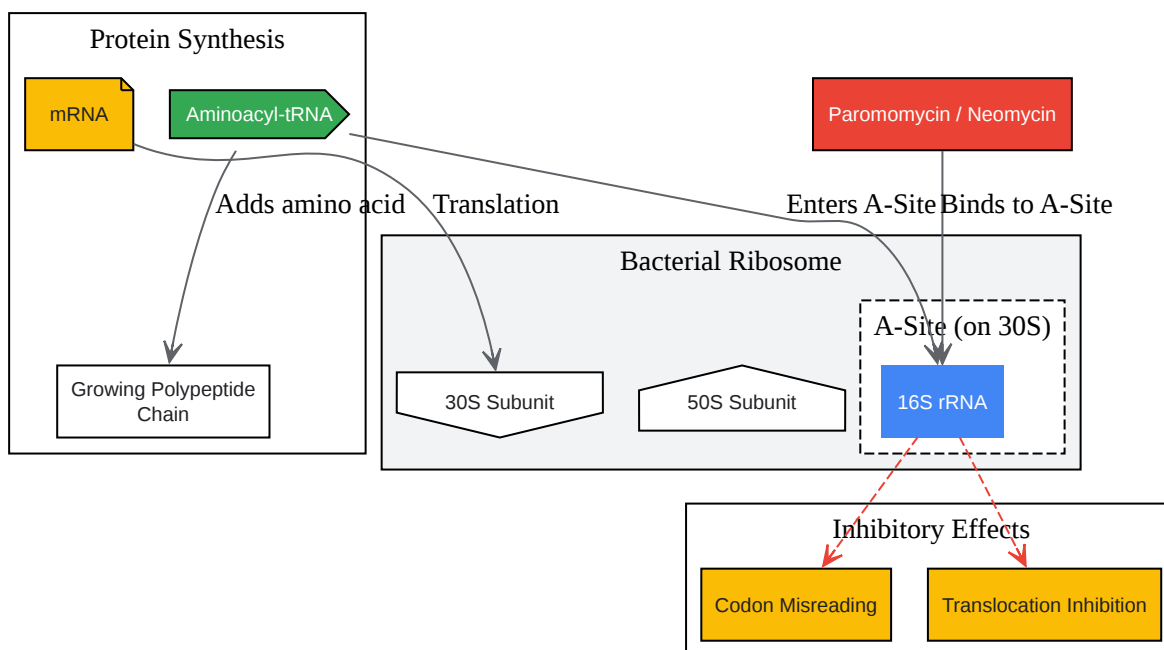 Protein Synthesis
mRNA
Aminoacyl-tRNA
Paromomycin / Neomycin
Adds amino acid
Translation
Enters A-Site
Binds to A-Site
Bacterial Ribosome
A-Site (on 30S)
Growing Polypeptide
Chain
30S Subunit
50S Subunit
16S rRNA
Inhibitory Effects
Codon Misreading
Translocation Inhibition